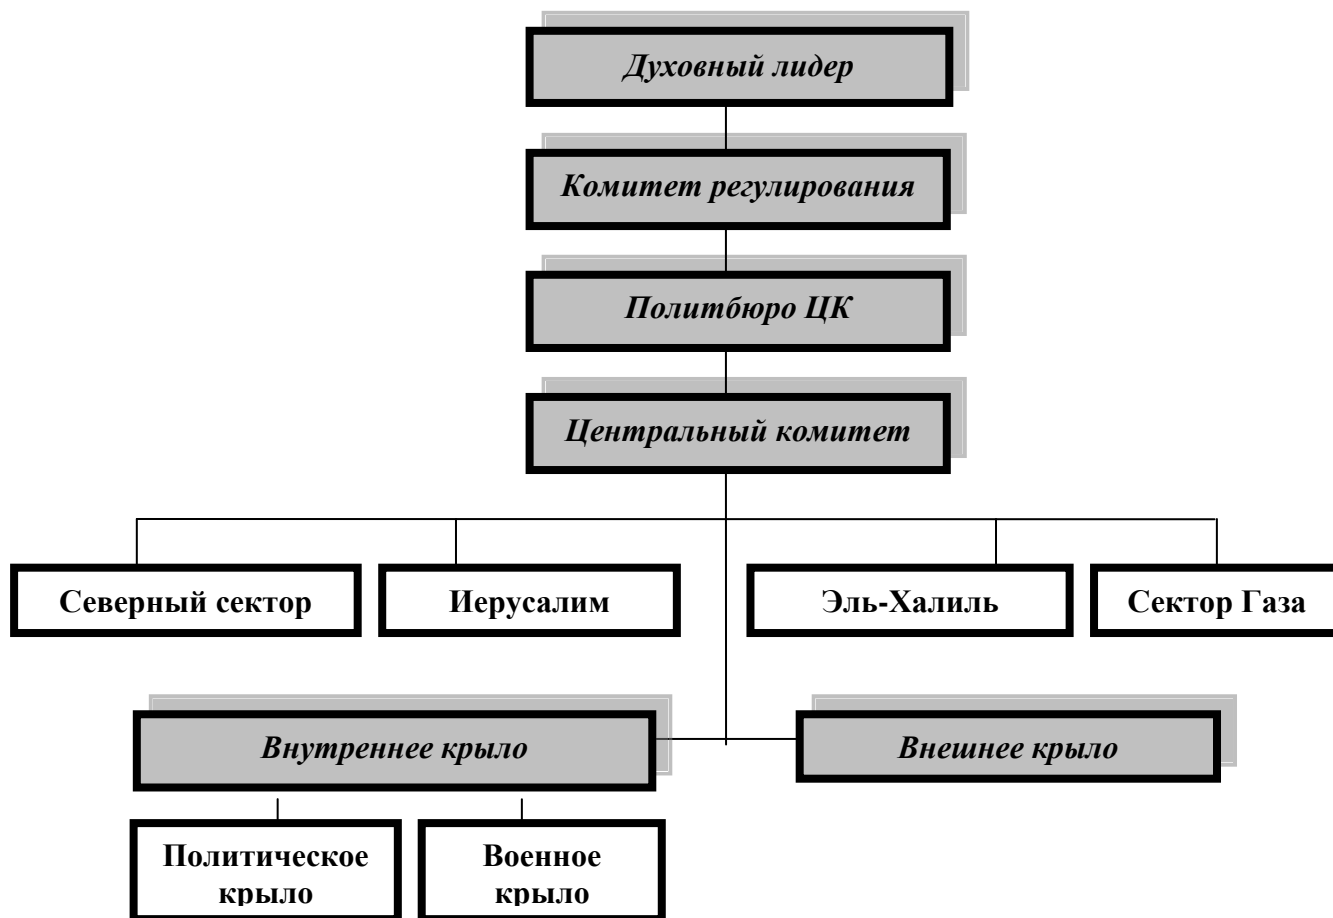 Духовный лидер
Комитет регулирования
Политбюро ЦК
Центральный комитет
Северный сектор
Иерусалим
Эль-Халиль
Сектор Газа
Внутреннее крыло
Внешнее крыло
Политическое
крыло
Военное
крыло